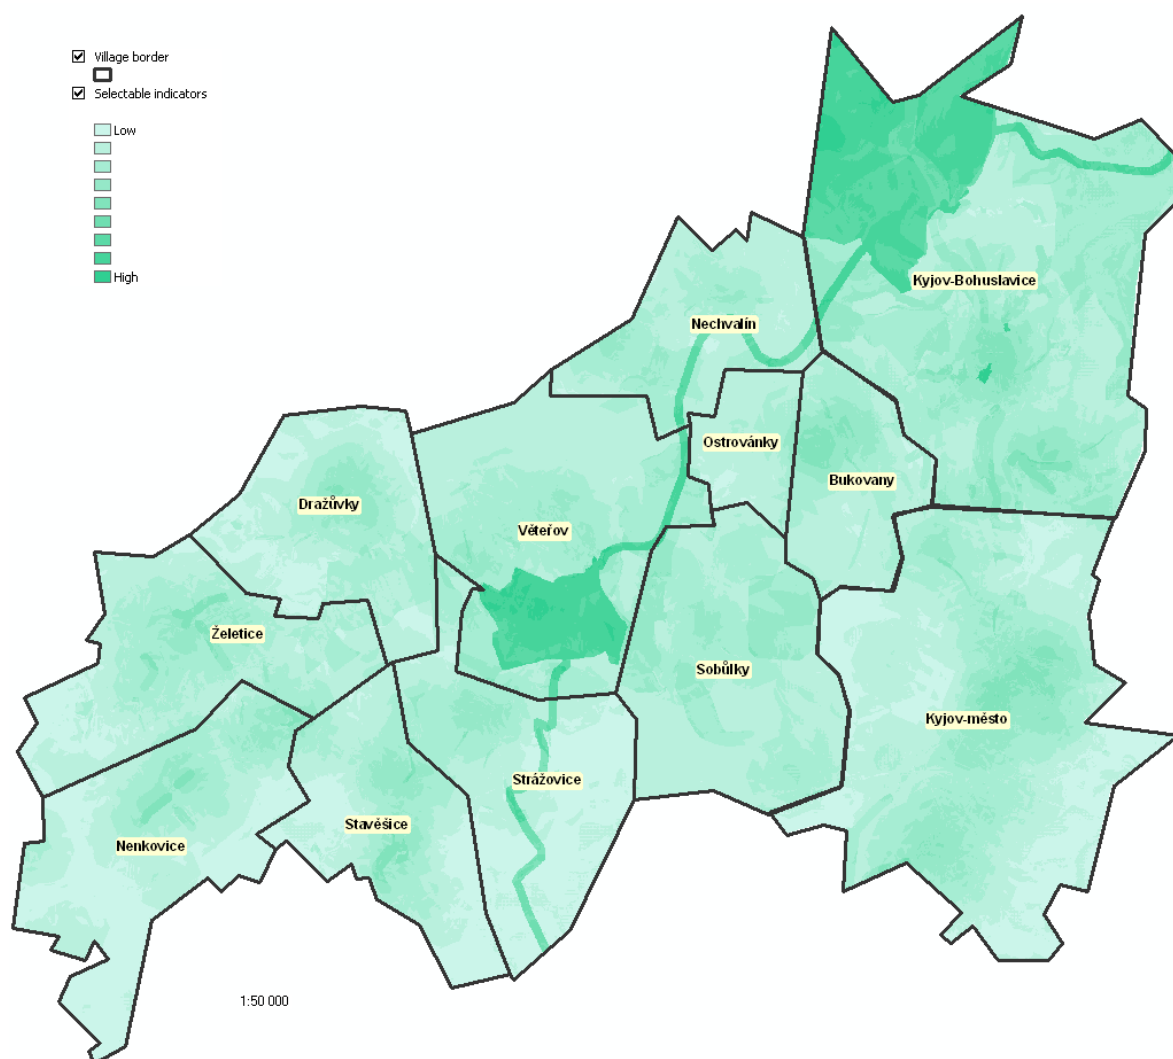 Village border
Selectable indicators
Low
High
Kyjov-Bohuslavice
Nechvalín
Ostrovánky
Bukovany
Dražůvky
Věteřov
Želetice
Sobůlky
Kyjov-město
Strážovice
Stavěšice
Nenkovice
1:50 000